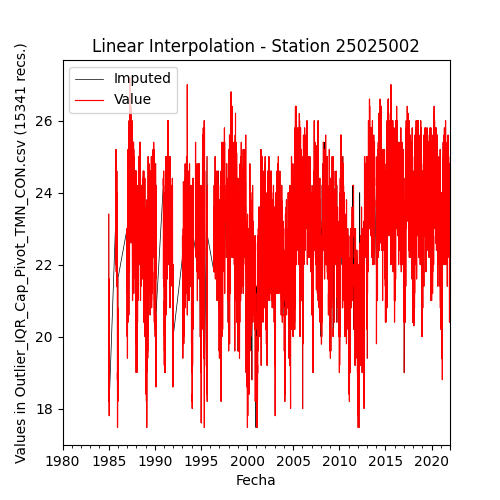 Linear Interpolation - Station 25025002
Imputed
Value
Values in Outlier_IQR_Cap_Pivot_TMN_CON.csv (15341 recs.)
26
24
22
20
18
1980 1985 1990 1995 2000 2005 2010 2015 2020
Fecha